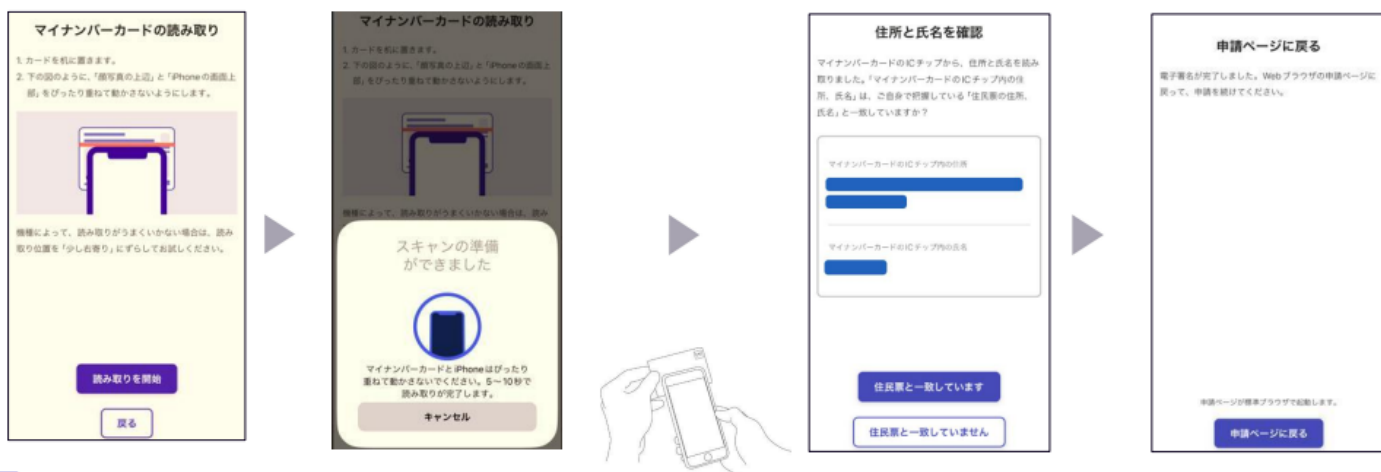 マイナンバーカードの読み取り
1. カードを机に置きます。
2. 下の図のように、「顔写真の上辺」と「iPhoneの画面上
部」をぴったり重ねて動かさないようにします。
機種によって、読み取りがうまくいかない場合は、読み
取り位置を「少し右寄り」にずらしてお試しください。
読み取りを開始
戻る
マイナンバーカードの読み取り
1. カードを机に置きます。
2. 下の図のように、「顔写真の上辺」と「iPhoneの画面上
部」をぴったり重ねて動かさないようにします。
機種によって、読み取りがうまくいかない場合は、読み
スキャンの準備
ができました
マイナンバーカードとiPhoneはぴったり
重ねて動かさないでください。5～10秒で
読み取りが完了します。
キャンセル
住所と氏名を確認
マイナンバーカードのICチップから、住所と氏名を読み
取りました。「マイナンバーカードのICチップ内の住
所、氏名」は、ご自身で把握している「住民票の住所、
氏名」と一致していますか？
マイナンバーカードのICチップ内の住所
マイナンバーカードのICチップ内の氏名
住民票と一致しています
住民票と一致していません
申請ページに戻る
電子署名が完了しました。Webブラウザの申請ページに
戻って、申請を続けてください。
申請ページが標準ブラウザで起動します。
申請ページに戻る